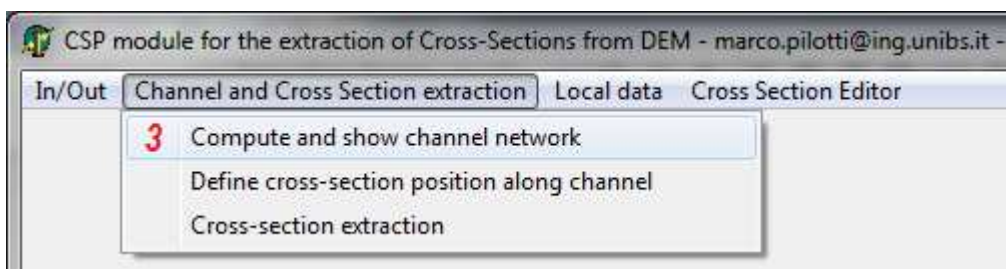 CSP module for the extraction of Cross-Sections from DEM - marco.pilotti@ing.unibs.it -
In/Out Channel and Cross Section extraction Local data Cross Section Editor
3 Compute and show channel network
Define cross-section position along channel
Cross-section extraction